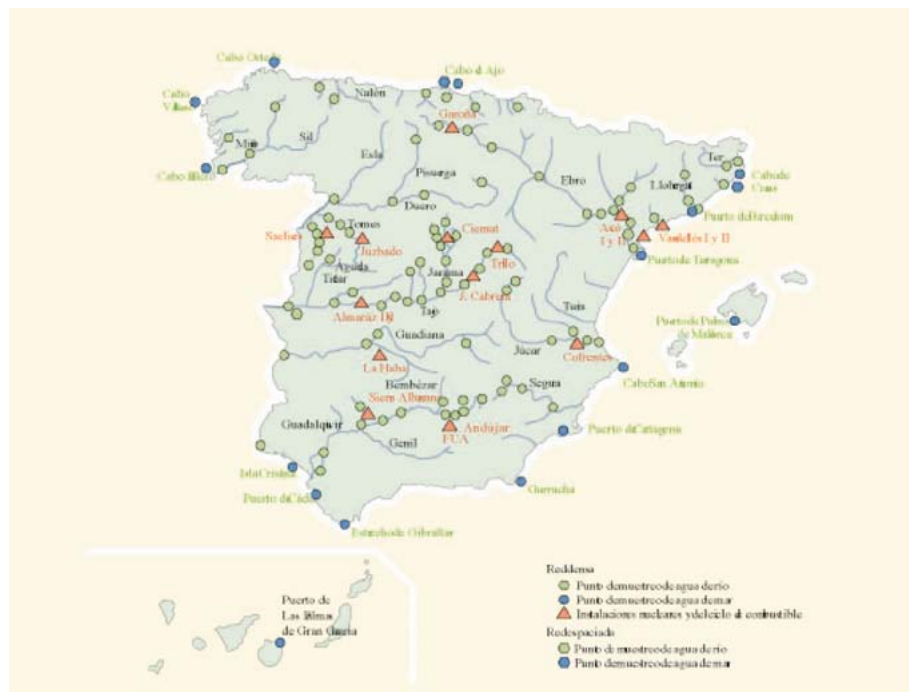 Cabo Ortegal
Cabo de Ajo
Cabo
Villano
Nalón
Garoña
Miño
Sil
Esla
Ter
Cabo Silleiro
Pisuerga
Ebro
Llobregat
Cabo de
Creus
Duero
Puerto de Barcelona
Saelices
Tormes
Juzbado
Ciemat
Ascó
I y II
Vandellós I y II
Puerto de Tarragona
Águeda
Tiétar
Jarama
Trillo
J. Cabrera
Almaraz I y II
Tajo
Turia
Puerto de Palma
de Mallorca
Guadiana
Júcar
Cofrentes
La Haba
Cabo San Antonio
Bembézar
Segura
Sierra Albarrana
Guadalquivir
Andújar
FUA
Genil
Puerto de Cartagena
Isla Cristina
Puerto de Cádiz
Garrucha
Estrecho de Gibraltar
Puerto de
Las Palmas
de Gran Canaria
Red densa
Punto de muestreo de agua de río
Punto de muestreo de agua de mar
Instalaciones nucleares y del ciclo de combustible
Red espaciada
Punto de muestreo de agua de río
Punto de muestreo de agua de mar